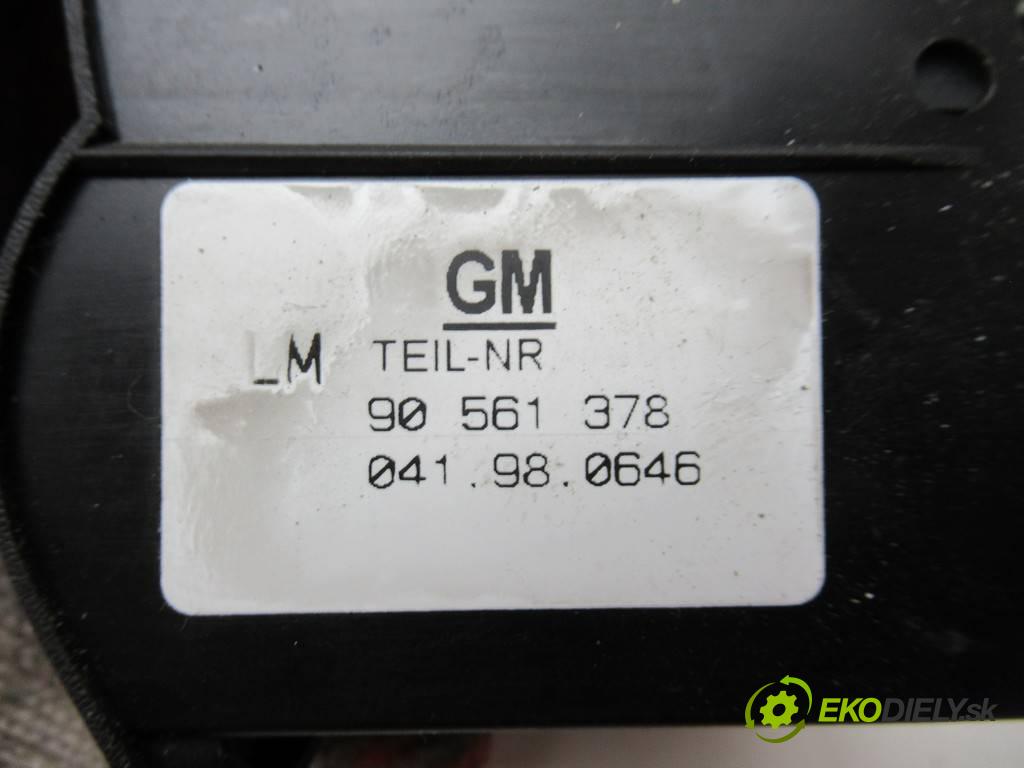 GM
LM TEIL-NR
90 561 378
041.98.0646
EKODIELY.sk